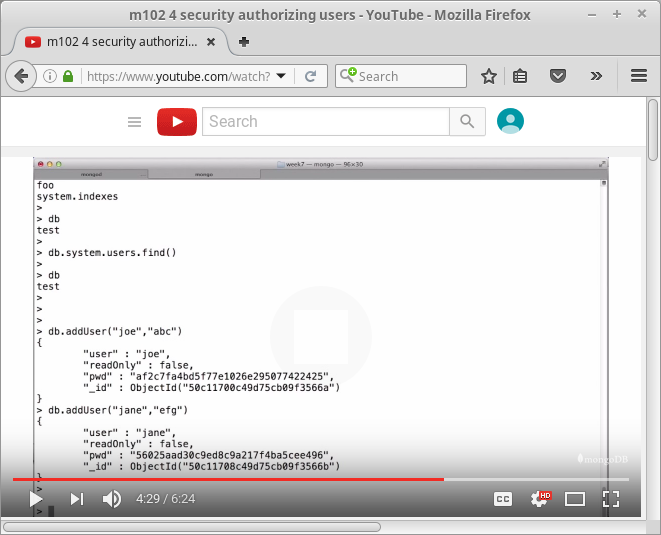 m102 4 security authorizing users - YouTube - Mozilla Firefox
m102 4 security authorizi...
https://www.youtube.com/watch?
Search
Search
week7 — mongo — 96×30
mongod
mongo
foo
system.indexes
>
> db
test
>
> db.system.users.find()
>
> db
test
>
>
>
> db.addUser("joe","abc")
{
"user" : "joe",
"readOnly" : false,
"pwd" : "af2c7fa4bd5f77e1026e295077422425",
"_id" : ObjectId("50c11700c49d75cb09f3566a")
}
> db.addUser("jane","efg")
{
"user" : "jane",
"readOnly" : false,
"pwd" : "56025aad30c9ed8c9a217f4ba5cee496",
"_id" : ObjectId("50c11708c49d75cb09f3566b")
}
mongoDB
>
>
4:29 / 6:24
CC
HD